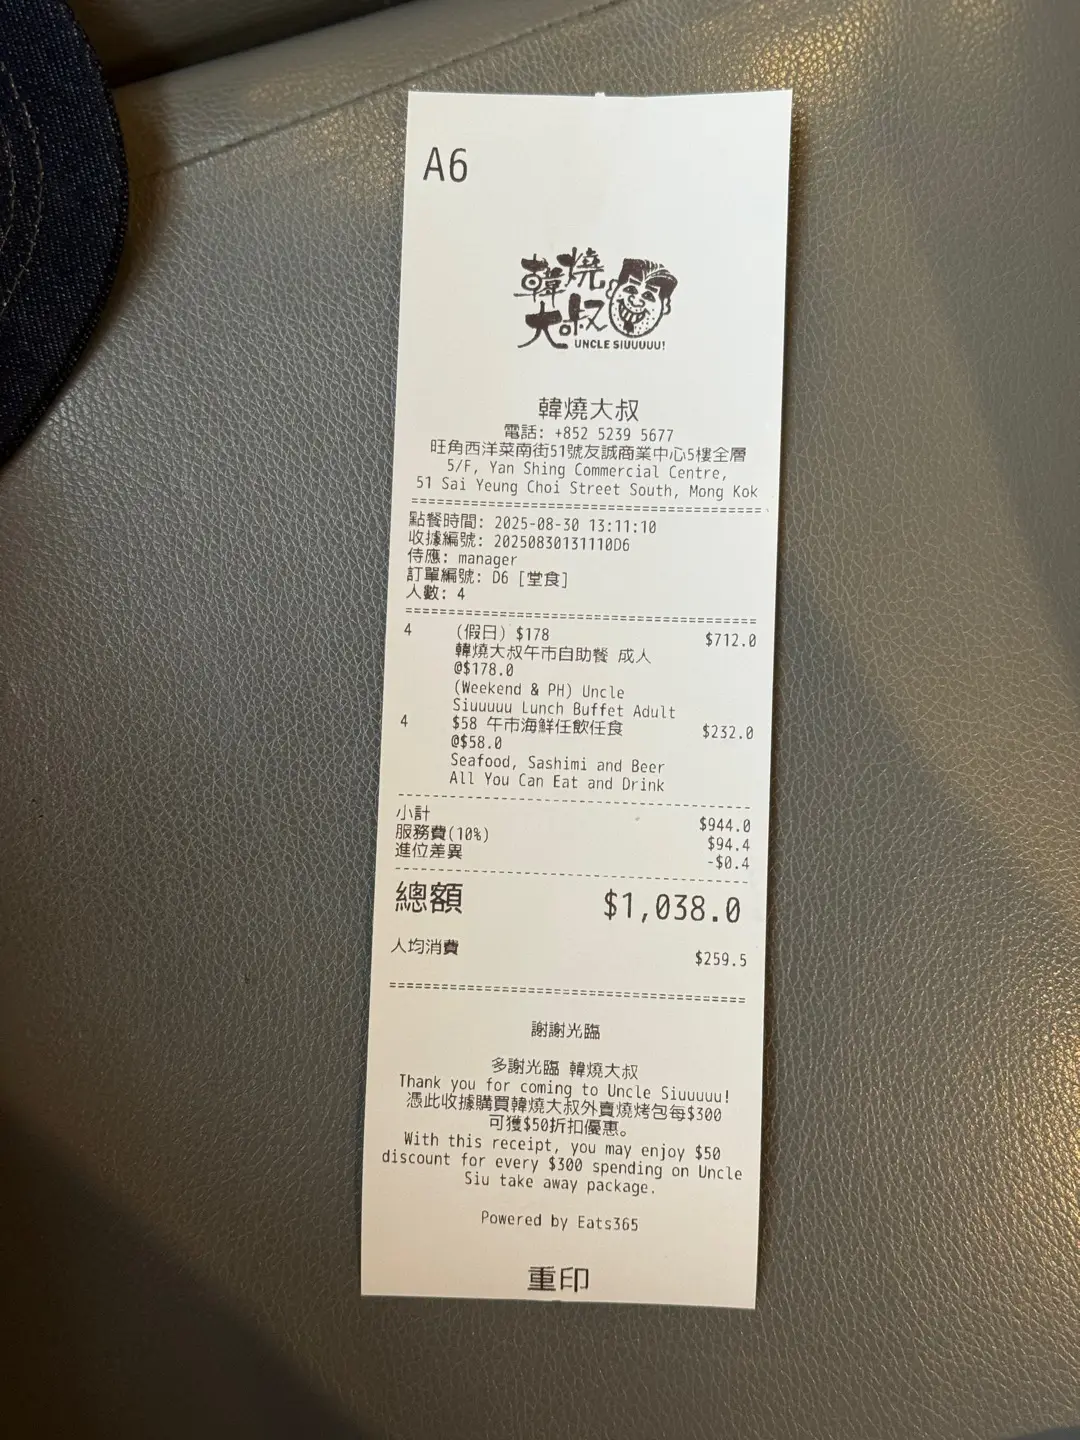 A6
韓燒
大叔
UNCLE SIUUUUU!
韓燒大叔
電話: +852 5239 5677
旺角西洋菜南街51號友誠商業中心5樓全層
5/F, Yan Shing Commercial Centre,
51 Sai Yeung Choi Street South, Mong Kok
點餐時間: 2025-08-30 13:11:10
收據編號: 20250830131110D6
侍應: manager
訂單編號: D6 [堂食]
人數: 4
4 (假日) $178 $712.0
韓燒大叔午市自助餐 成人
@$178.0
(Weekend & PH) Uncle
Siuuuuu Lunch Buffet Adult
4 $58 午市海鮮任飲任食 $232.0
@$58.0
Seafood, Sashimi and Beer
All You Can Eat and Drink
小計 $944.0
服務費(10%) $94.4
進位差異 -$0.4
總額 $1,038.0
人均消費 $259.5
謝謝光臨
多謝光臨 韓燒大叔
Thank you for coming to Uncle Siuuuuu!
憑此收據購買韓燒大叔外賣燒烤包每$300
可獲$50折扣優惠。
With this receipt, you may enjoy $50
discount for every $300 spending on Uncle
Siu take away package.
Powered by Eats365
重印